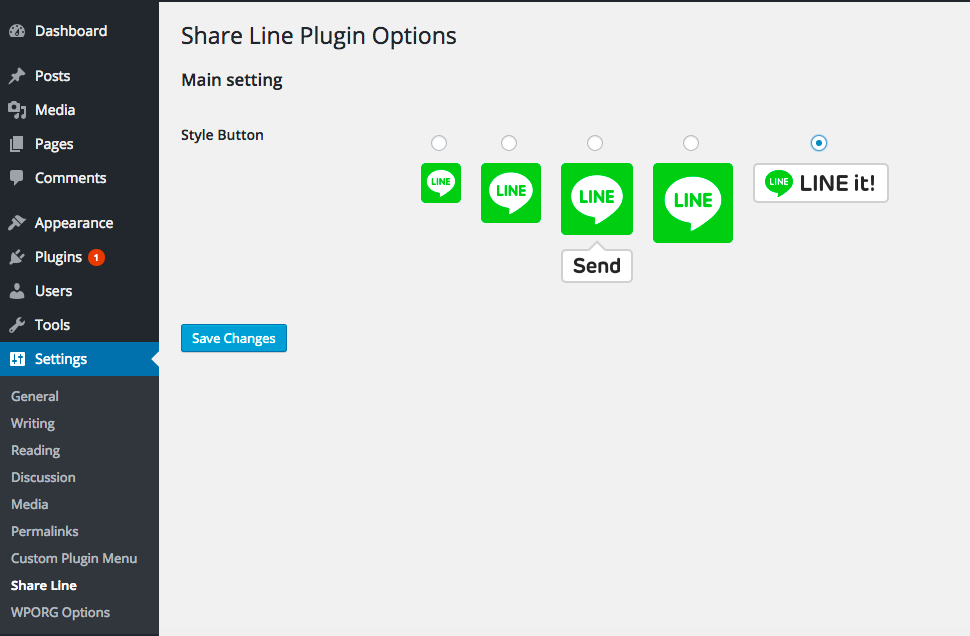 Dashboard
Posts
Media
Pages
Comments
Appearance
Plugins 1
Users
Tools
Settings
General
Writing
Reading
Discussion
Media
Permalinks
Custom Plugin Menu
Share Line
WPORG Options
Share Line Plugin Options
Main setting
Style Button
LINE
LINE
LINE
Send
LINE
LINE LINE it!
Save Changes